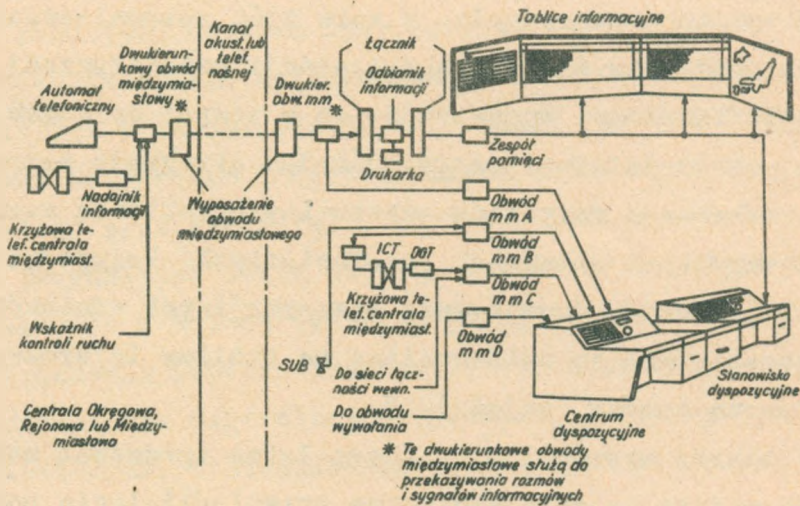 Kanał
akust. lub
telef.
nośnej
Tablice informacyjne
Łącznik
Dwukierun-
kowy obwód
międzymia-
stowy *
Automat
telefoniczny
Dwukier.
obw. mm *
Odbiornik
informacji
Zespół
pamięci
Drukarka
Nadajnik
informacji
Wyposażenie
obwodu
międzymiastowego
Krzyżowa te-
lef. centrala
międzymiast.
Obwód
m m A
Obwód
m m B
ICT
OGT
Obwód
m m C
Krzyżowa te-
lef. centrala
międzymiast.
Wskaźnik
kontroli ruchu
SUB
Obwód
m m D
Do sieci łącz-
ności wewn.
Do obwodu
wywołania
Stanowisko
dyspozycyjne
Centrum
dyspozycyjne
Centrala Okręgowa,
Rejonowa lub Między-
miastowa
* Te dwukierunkowe obwody
międzymiastowe służą do
przekazywania rozmów
i sygnałów informacyjnych